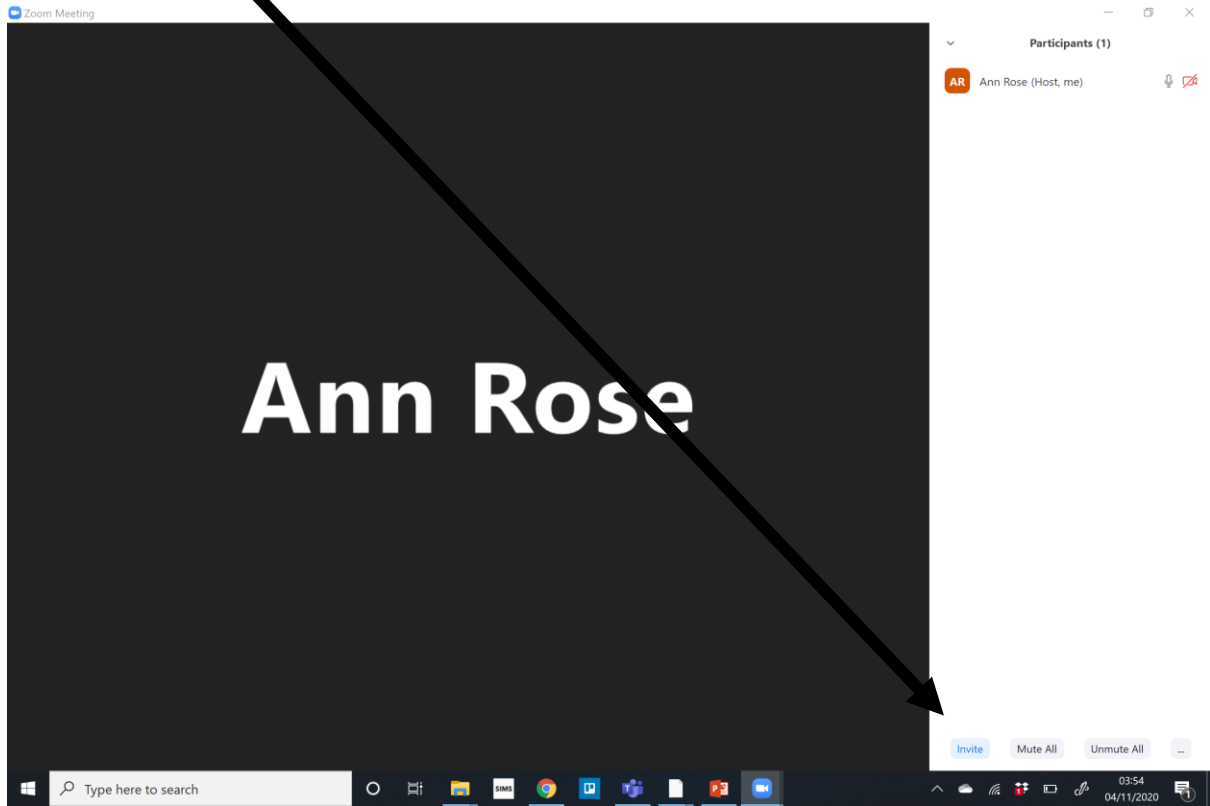 Zoom Meeting
Participants (1)
AR Ann Rose (Host, me)
Ann Rose
Invite Mute All Unmute All ...
Type here to search
SIMS
03:54
04/11/2020
1